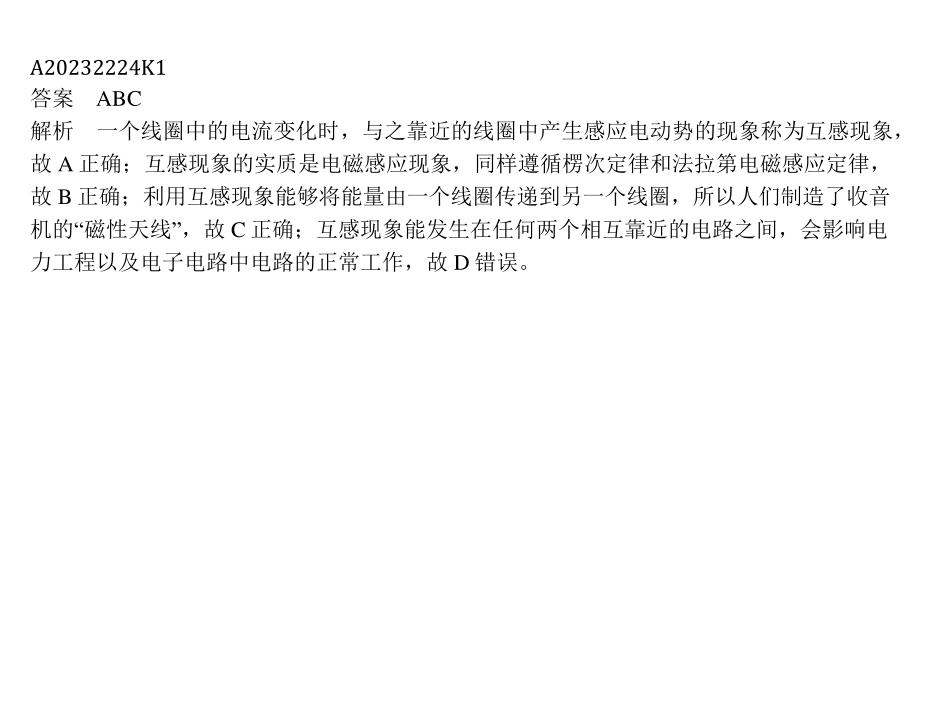 A20232224K1
答案　ABC
解析　一个线圈中的电流变化时，与之靠近的线圈中产生感应电动势的现象称为互感现象，
故 A 正确；互感现象的实质是电磁感应现象，同样遵循楞次定律和法拉第电磁感应定律，
故 B 正确；利用互感现象能够将能量由一个线圈传递到另一个线圈，所以人们制造了收音
机的“磁性天线”，故 C 正确；互感现象能发生在任何两个相互靠近的电路之间，会影响电
力工程以及电子电路中电路的正常工作，故 D 错误。